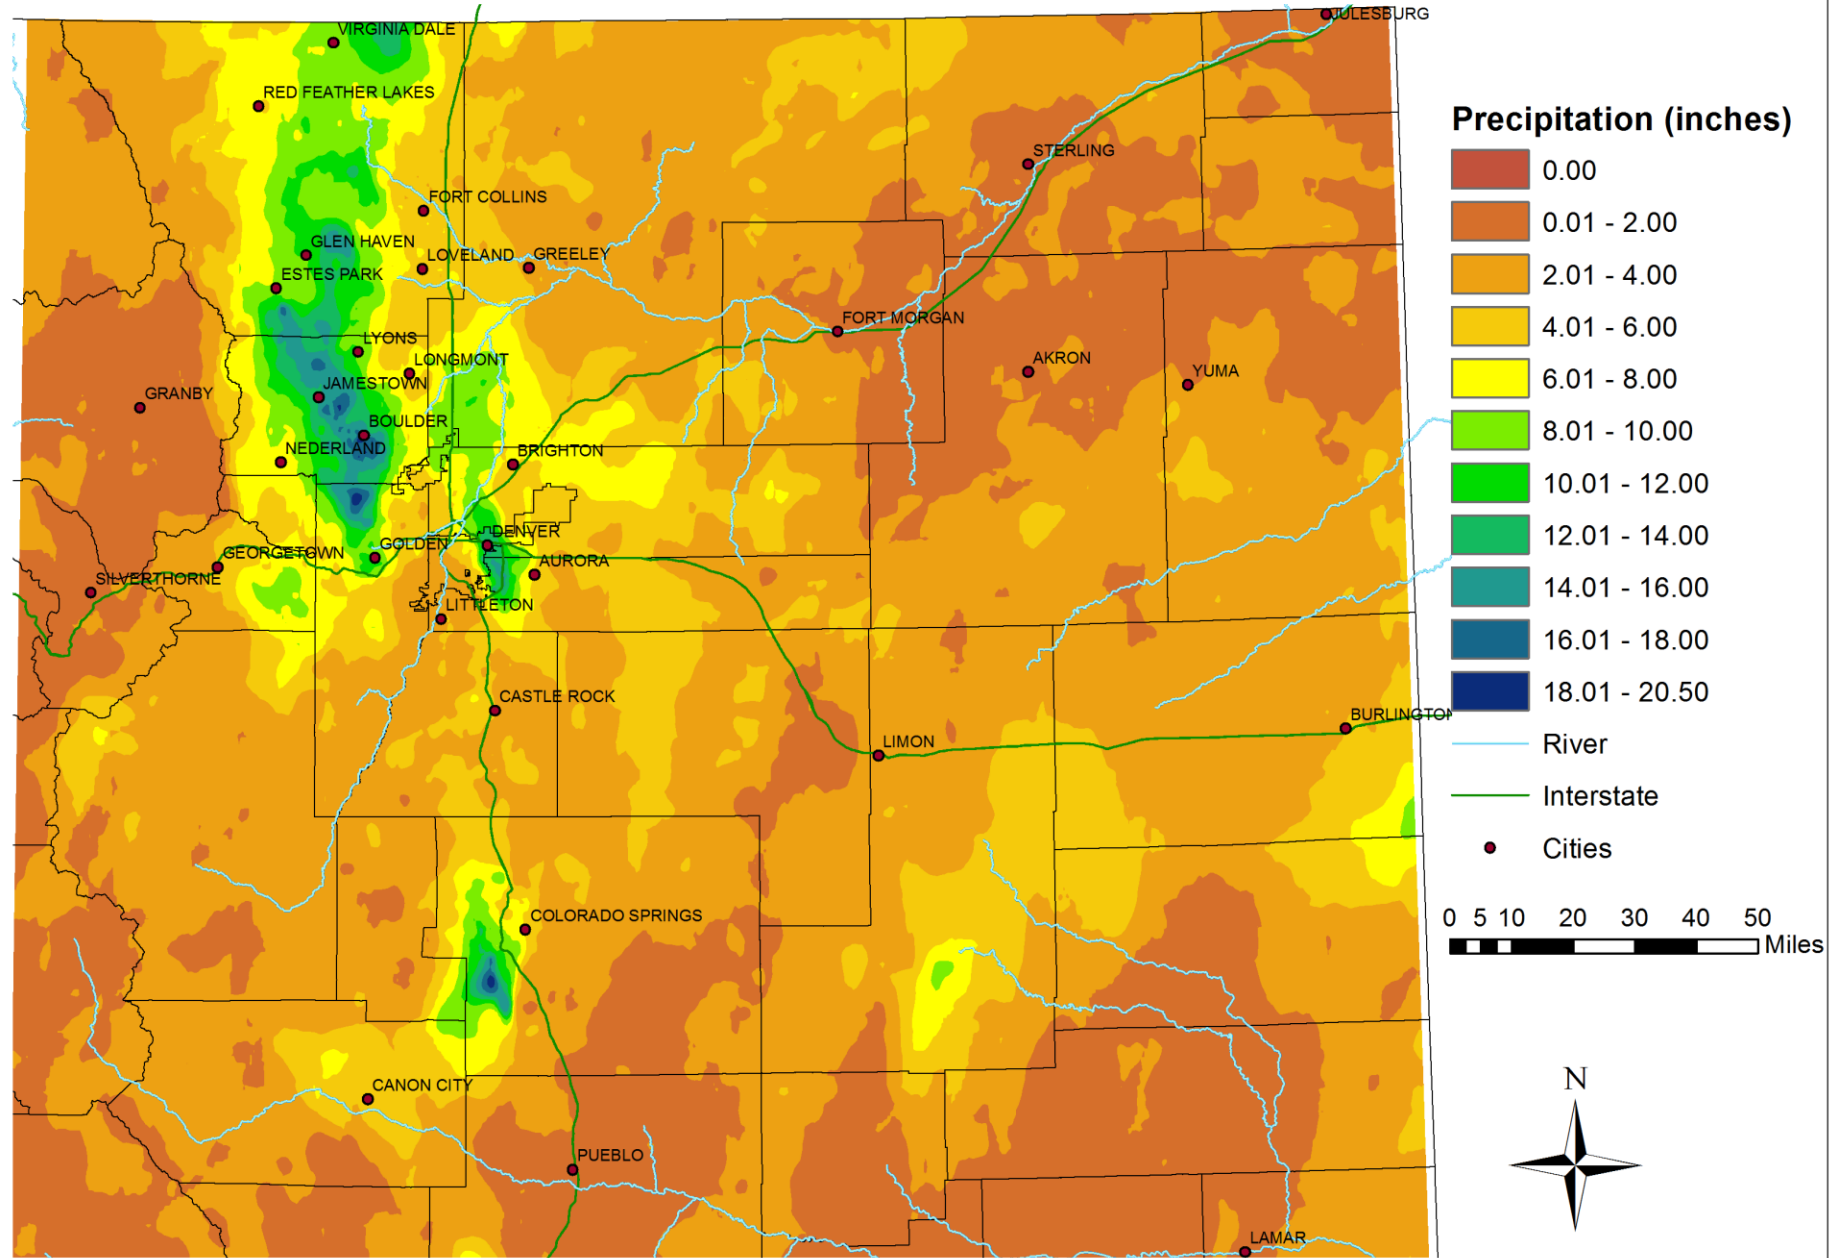 JULESBURG
VIRGINIA DALE
RED FEATHER LAKES
Precipitation (inches)
STERLING
0.00
FORT COLLINS
0.01 - 2.00
GLEN HAVEN
LOVELAND
GREELEY
ESTES PARK
2.01 - 4.00
FORT MORGAN
4.01 - 6.00
LYONS
LONGMONT
AKRON
YUMA
6.01 - 8.00
JAMESTOWN
GRANBY
BOULDER
8.01 - 10.00
NEDERLAND
BRIGHTON
10.01 - 12.00
DENVER
12.01 - 14.00
GOLDEN
GEORGETOWN
AURORA
SILVERTHORNE
14.01 - 16.00
LITTLETON
16.01 - 18.00
CASTLE ROCK
18.01 - 20.50
BURLINGTON
LIMON
River
Interstate
Cities
COLORADO SPRINGS
0 5 10 20 30 40 50
Miles
N
CANON CITY
PUEBLO
LAMAR